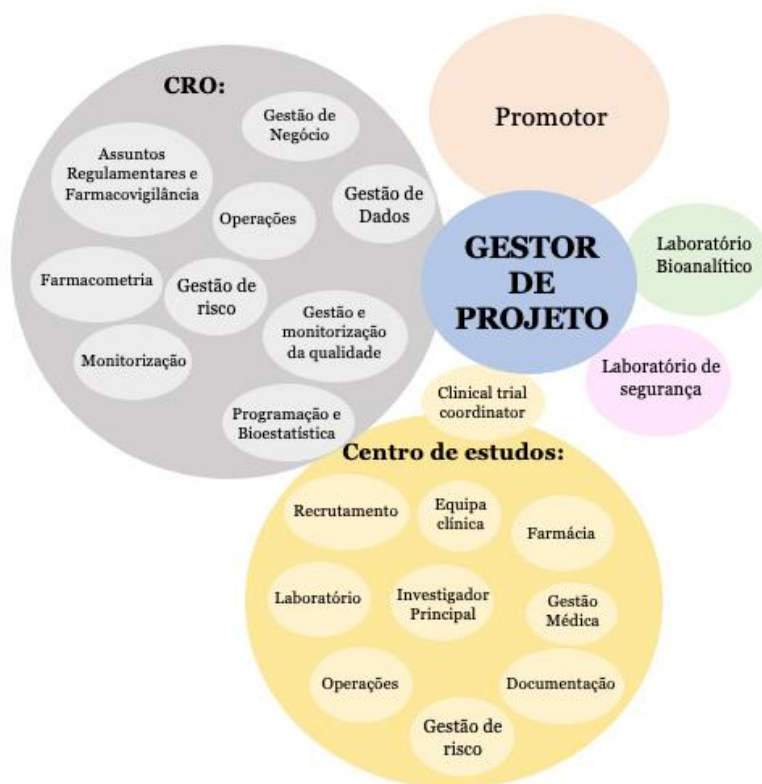 CRO:
Gestão de
Negócio
Assuntos
Regulamentares e
Farmacovigilância
Gestão de
Dados
Operações
Farmacometria
Gestão de
risco
Gestão e
monitorização
da qualidade
Monitorização
Programação e
Bioestatística
Promotor
GESTOR
DE
PROJETO
Laboratório
Bioanalítico
Laboratório de
segurança
Clinical trial
coordinator
Centro de estudos:
Recrutamento
Equipa
clínica
Farmácia
Laboratório
Investigador
Principal
Gestão
Médica
Operações
Documentação
Gestão de
risco